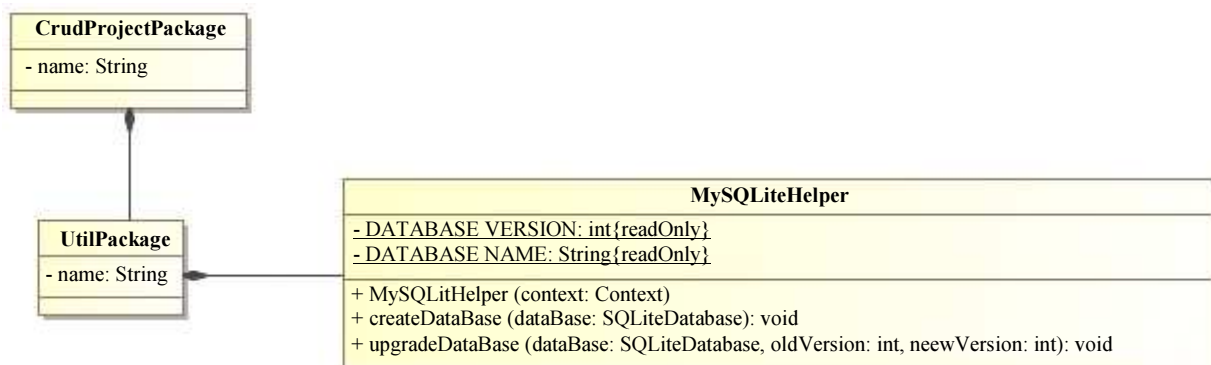 CrudProjectPackage
- name: String
UtilPackage
- name: String
MySQLiteHelper
- DATABASE VERSION: int{readOnly}
- DATABASE NAME: String{readOnly}
+ MySQLitHelper (context: Context)
+ createDataBase (dataBase: SQLiteDatabase): void
+ upgradeDataBase (dataBase: SQLiteDatabase, oldVersion: int, neewVersion: int): void